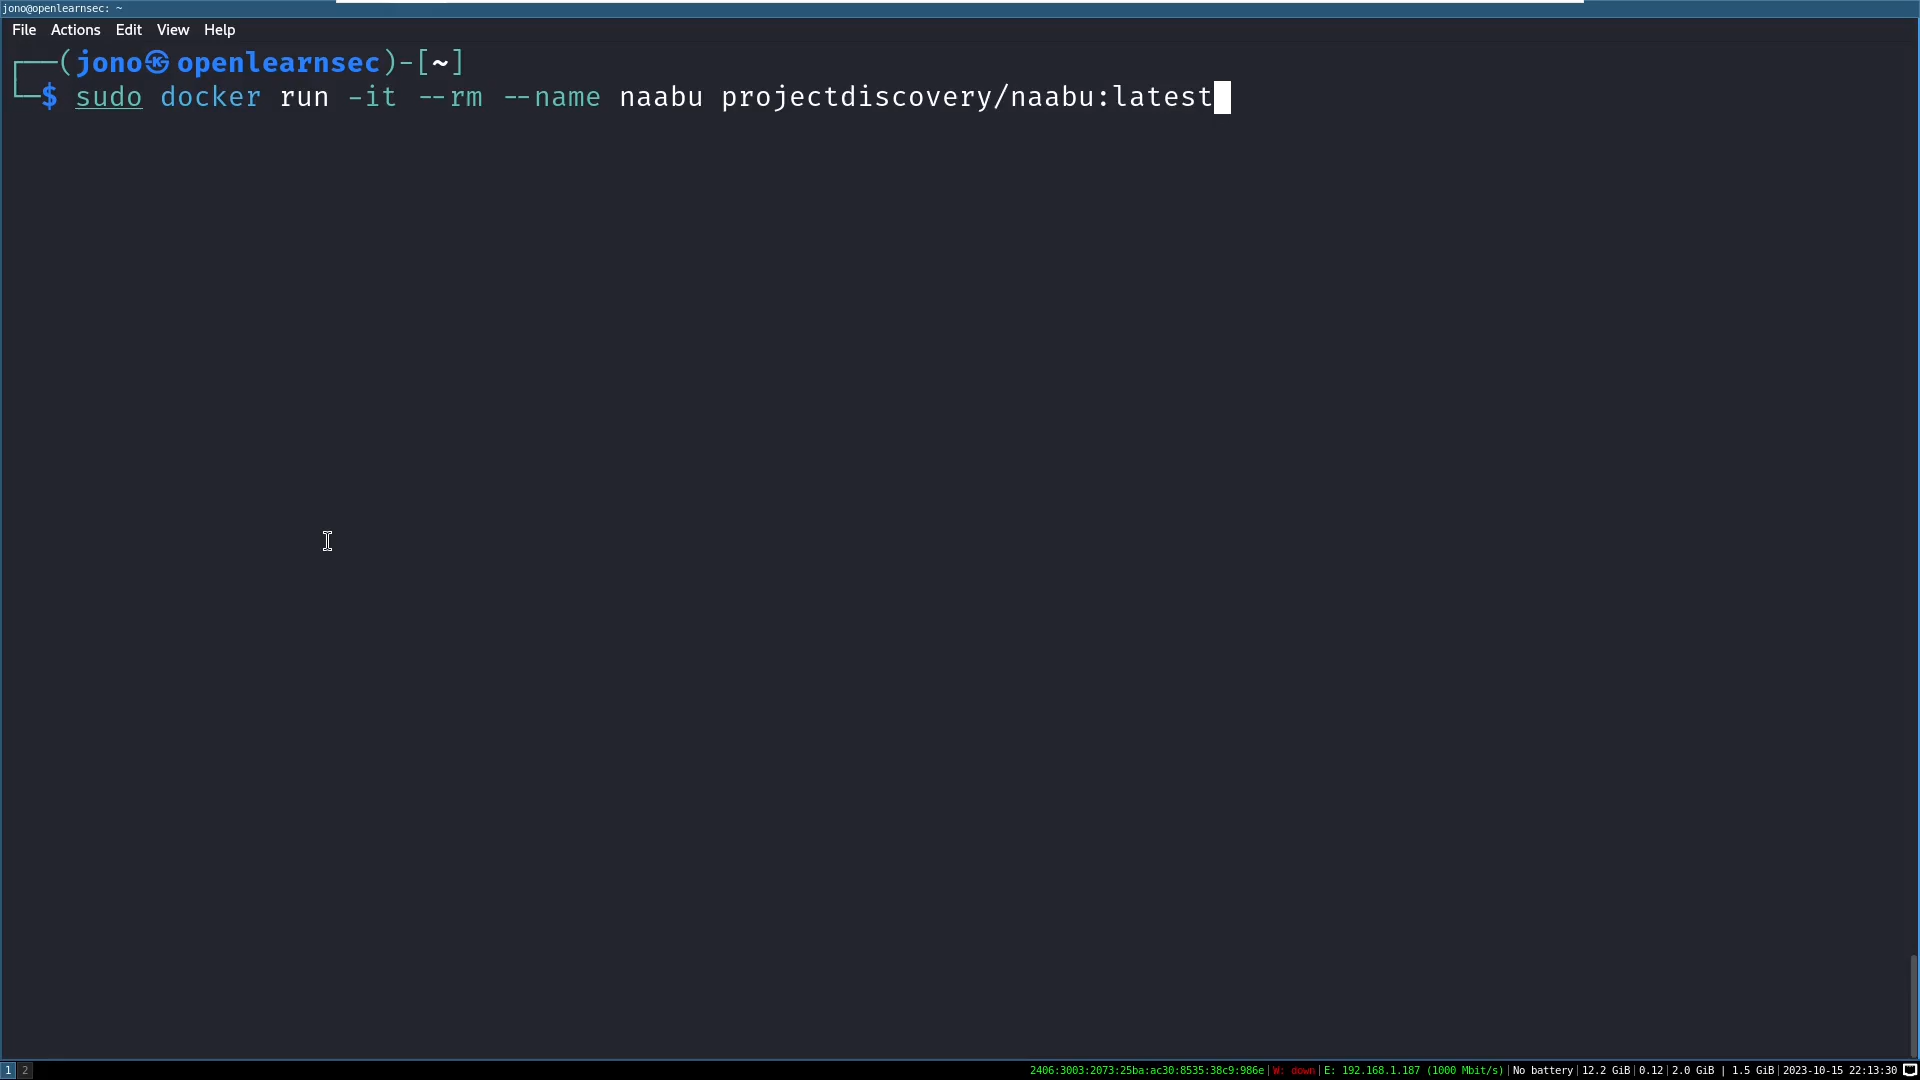 jono@openlearnsec: ~
File Actions Edit View Help
┌──(jono㉿openlearnsec)-[~]
└─$ sudo docker run -it --rm --name naabu projectdiscovery/naabu:latest
1 2 2406:3003:2073:25ba:ac30:8535:38c9:986e|W: down|E: 192.168.1.187 (1000 Mbit/s)|No battery|12.2 GiB|0.12|2.0 GiB | 1.5 GiB|2023-10-15 22:13:30